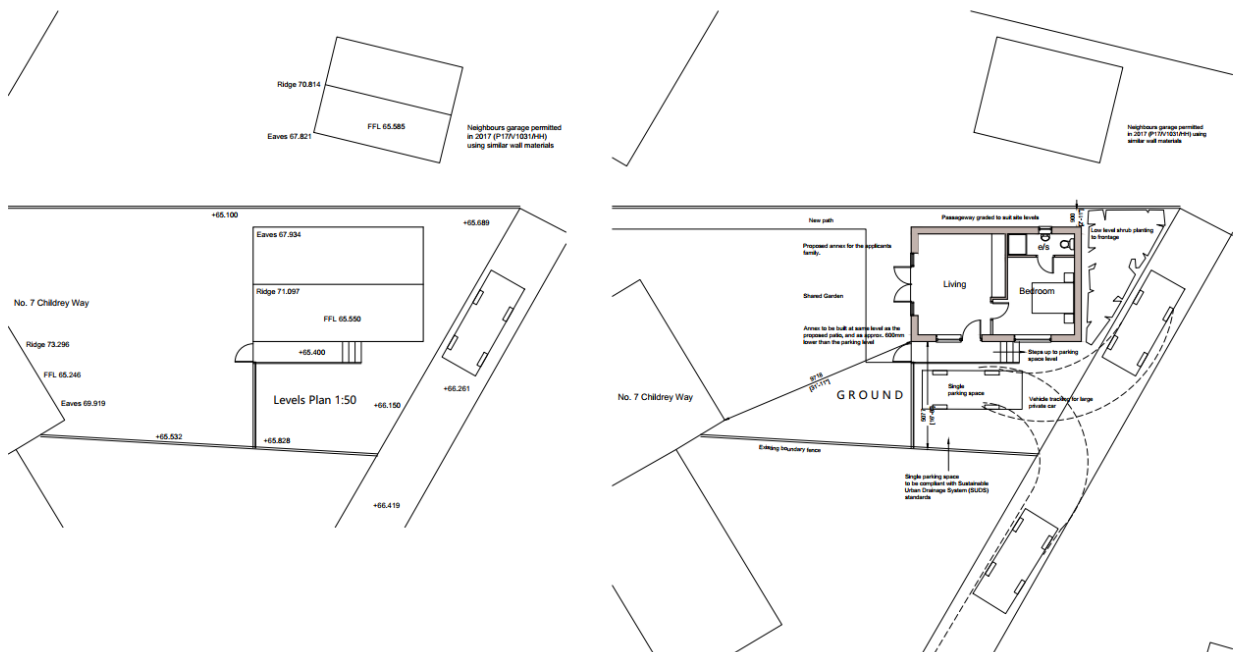 Ridge 70.814
FFL 65.585
Eaves 67.821
Neighbours garage permitted
in 2017 (P17/V1031/HH)
using similar wall materials
+65.100
+65.689
Eaves 67.934
Ridge 71.097
FFL 65.550
+65.400
No. 7 Childrey Way
Ridge 73.296
FFL 65.246
Eaves 69.919
Levels Plan 1:50
+66.261
+66.150
+65.532
+65.828
+66.419
Neighbours garage permitted
in 2017 (P17/V1031/HH) using
similar wall materials
New path
Passageway graded to suit site levels
900
[2'-11"]
Low level shrub planting
to frontage
Proposed annex for the applicants
family.
e/s
Living
Bedroom
Shared Garden
Annex to be built at same level as the
proposed patio, and as approx. 600mm
lower than the parking level
Steps up to parking
space level
9718
[31'-11"]
Single
parking space
GROUND
Vehicle tracking for large
private car
No. 7 Childrey Way
Existing boundary fence
Single parking space
to be compliant with Sustainable
Urban Drainage System (SUDS)
standards